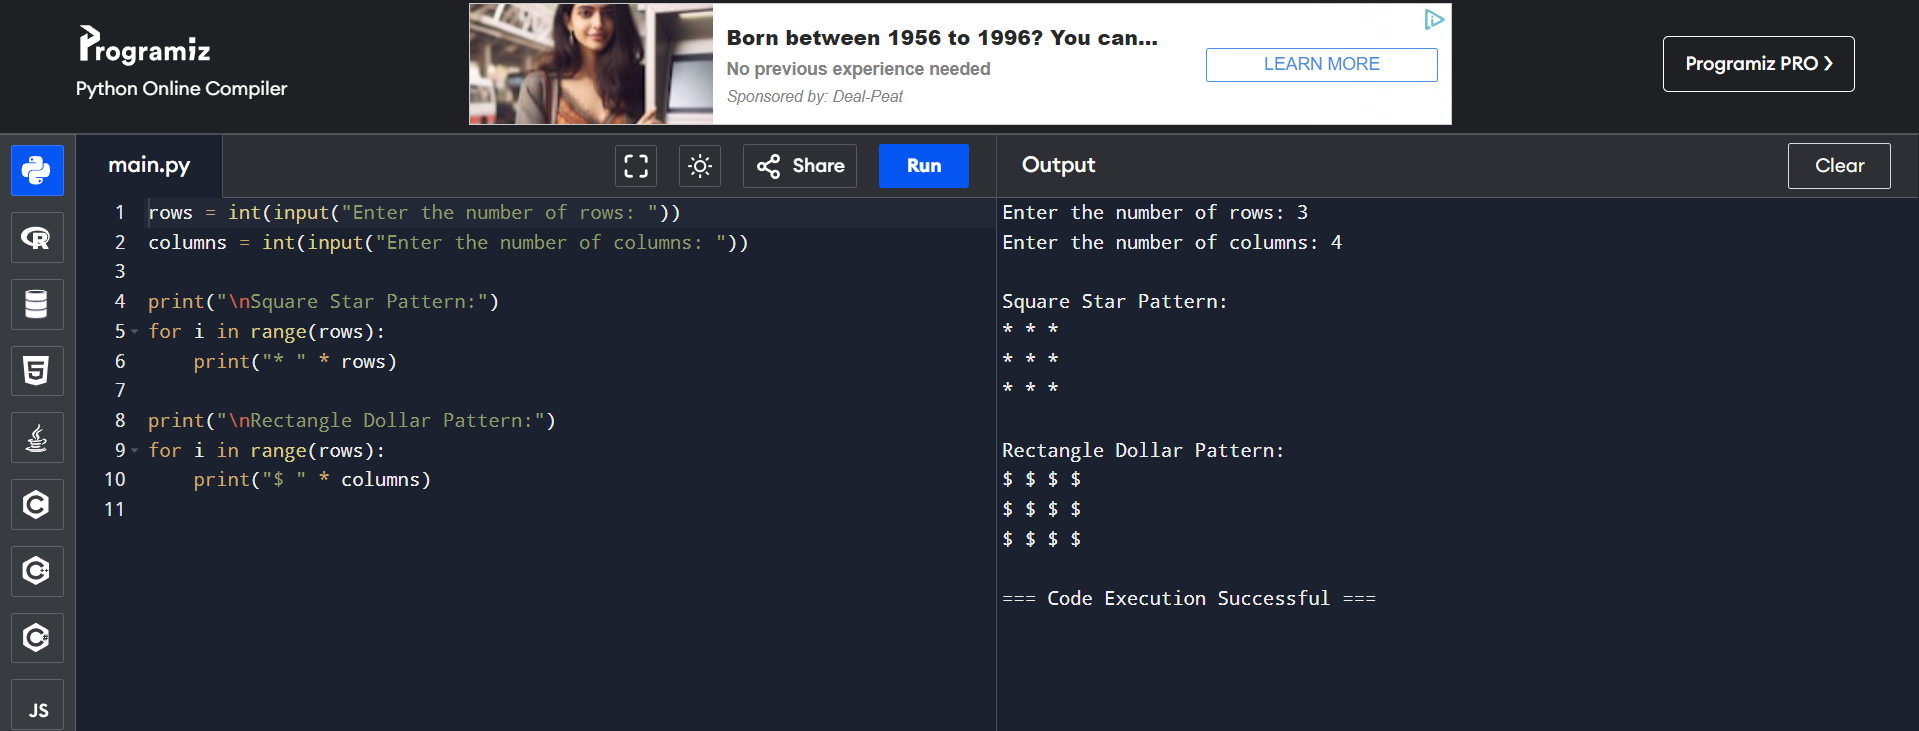 Programiz
Python Online Compiler
Born between 1956 to 1996? You can...
No previous experience needed
Sponsored by: Deal-Peat
LEARN MORE
Programiz PRO ❯
main.py
Share
Run
Output
Clear
1 rows = int(input("Enter the number of rows: "))
2 columns = int(input("Enter the number of columns: "))
3
4 print("\nSquare Star Pattern:")
5 for i in range(rows):
6     print("* " * rows)
7
8 print("\nRectangle Dollar Pattern:")
9 for i in range(rows):
10     print("$ " * columns)
11
Enter the number of rows: 3
Enter the number of columns: 4

Square Star Pattern:
* * *
* * *
* * *

Rectangle Dollar Pattern:
$ $ $ $
$ $ $ $
$ $ $ $

=== Code Execution Successful ===
R
5
C
C++
C#
JS